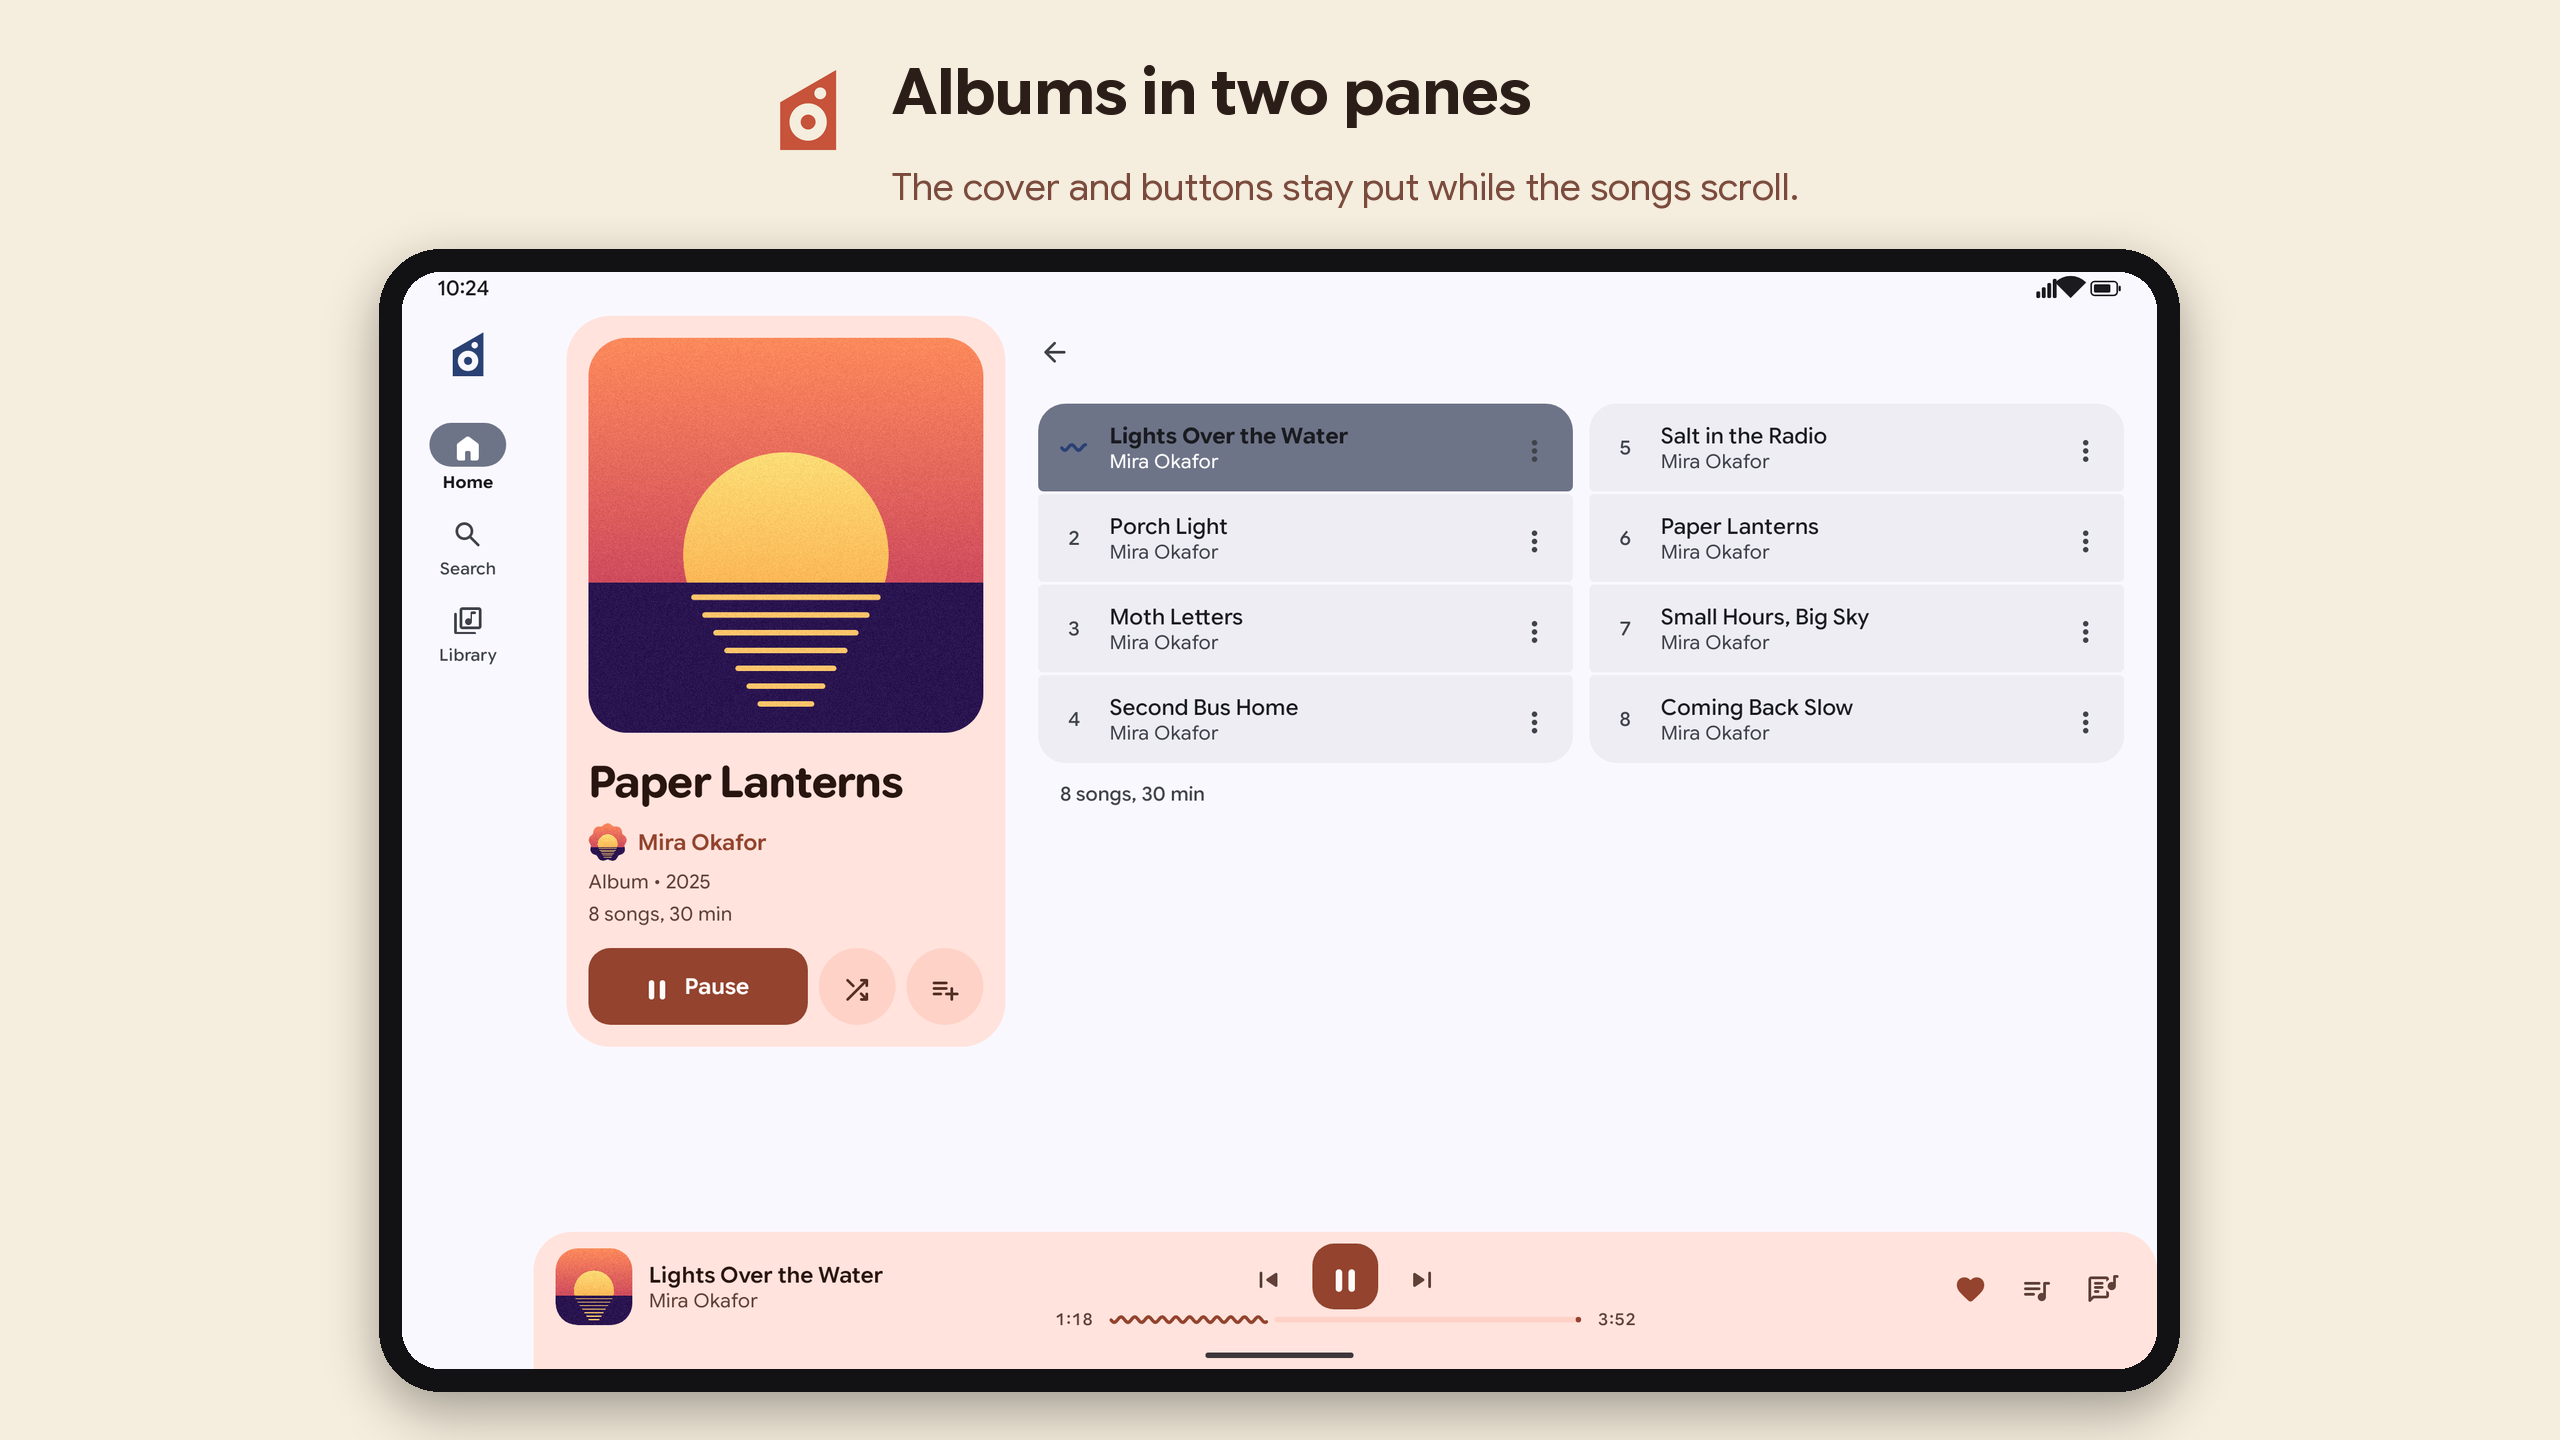 Albums in two panes
The cover and buttons stay put while the songs scroll.
10:24
Home
Search
Library
Paper Lanterns
Mira Okafor
Album • 2025
8 songs, 30 min
Pause
Lights Over the Water
Mira Okafor
2 Porch Light
Mira Okafor
3 Moth Letters
Mira Okafor
4 Second Bus Home
Mira Okafor
5 Salt in the Radio
Mira Okafor
6 Paper Lanterns
Mira Okafor
7 Small Hours, Big Sky
Mira Okafor
8 Coming Back Slow
Mira Okafor
8 songs, 30 min
Lights Over the Water
Mira Okafor
1:18
3:52